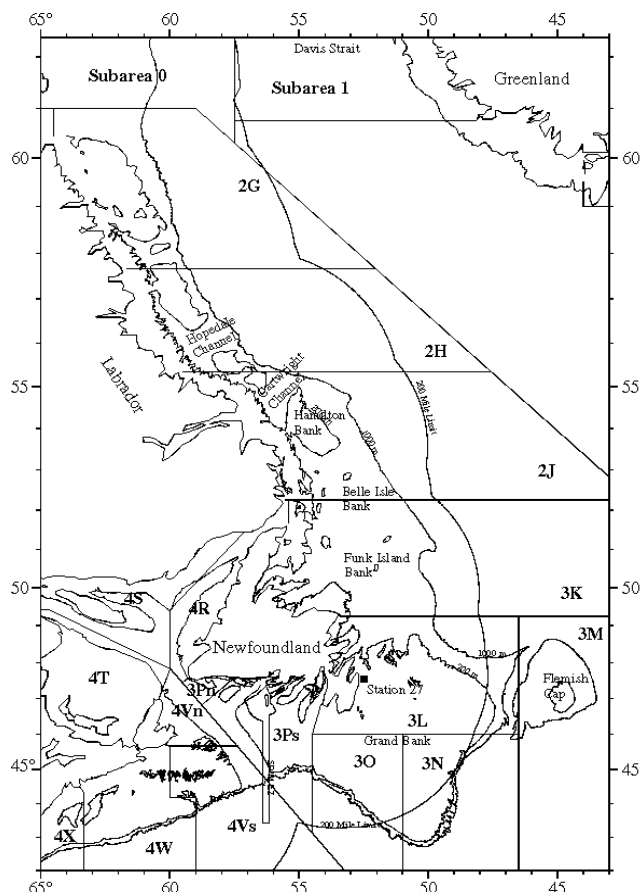 65° 60 55 50 45
Davis Strait
Greenland
Subarea 0
Subarea 1
60 60
2G
Hopedale
Channel
2H
Cartwright
Channel
Labrador
55 55
200 Mile Limit
Hamilton
Bank
1000 m
2J
Belle Isle
Bank
Funk Island
Bank
50 50
3K
4S
4R
3M
Newfoundland
1000 m
200 m
4T
3Pn
Station 27
Flemish
Cap
4Vn
3L
3Ps
Grand Bank
3O
3N
45° 45
4Vs
200 Mile Limit
4X
4W
65° 60 55 50 45